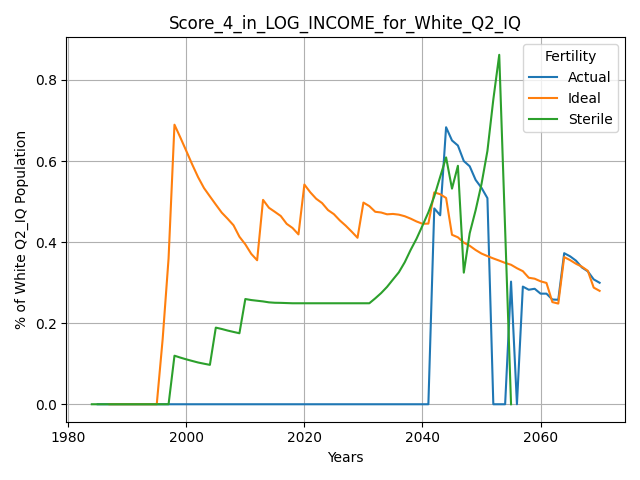 Score_4_in_LOG_INCOME_for_White_Q2_IQ
Fertility
Actual
Ideal
Sterile
% of White Q2_IQ Population
0.8
0.6
0.4
0.2
0.0
1980
2000
2020
2040
2060
Years